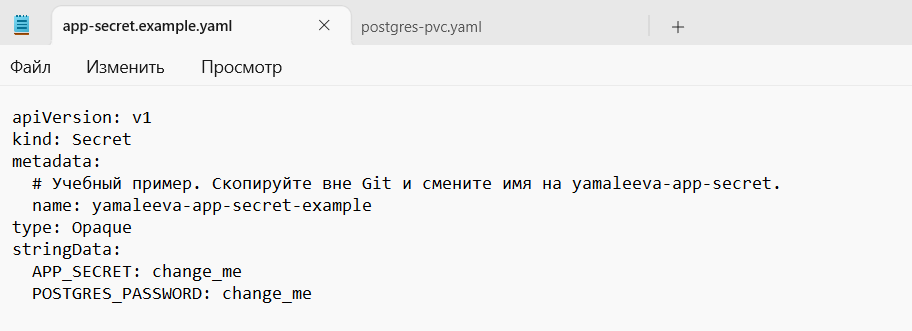 app-secret.example.yaml
postgres-pvc.yaml
Файл Изменить Просмотр
apiVersion: v1
kind: Secret
metadata:
  # Учебный пример. Скопируйте вне Git и смените имя на yamaleeva-app-secret.
  name: yamaleeva-app-secret-example
type: Opaque
stringData:
  APP_SECRET: change_me
  POSTGRES_PASSWORD: change_me